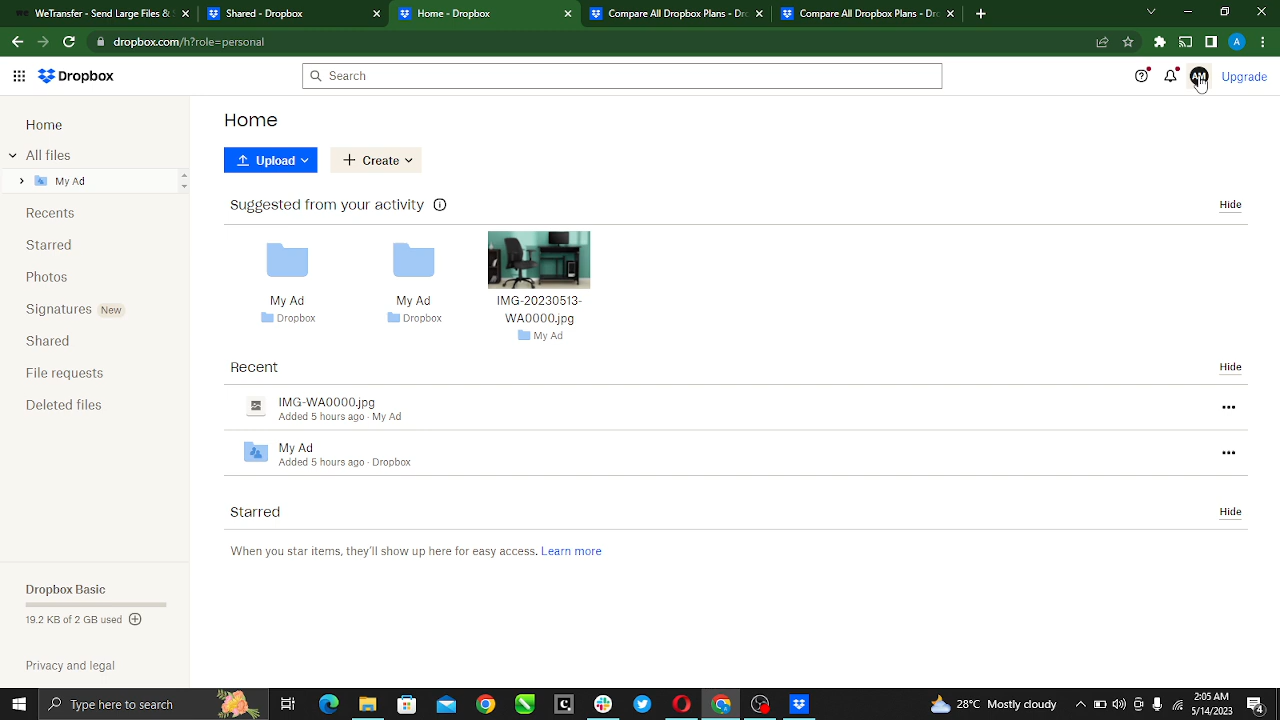 we WeTransfer - Send Large Files &
Shared - Dropbox
Home - Dropbox
Compare All Dropbox Plans - Dr
Compare All Dropbox Plans - Dr
dropbox.com/h?role=personal
A
Dropbox
Search
AM
Upgrade
Home
All files
My Ad
Recents
Starred
Photos
Signatures New
Shared
File requests
Deleted files
Dropbox Basic
19.2 KB of 2 GB used
Privacy and legal
Home
Upload
Create
Suggested from your activity
Hide
My Ad
Dropbox
My Ad
Dropbox
IMG-20230513-
WA0000.jpg
My Ad
Recent
Hide
IMG-WA0000.jpg
Added 5 hours ago · My Ad
My Ad
Added 5 hours ago · Dropbox
Starred
Hide
When you star items, they'll show up here for easy access. Learn more
Type here to search
28°C Mostly cloudy
2:05 AM
5/14/2023
4